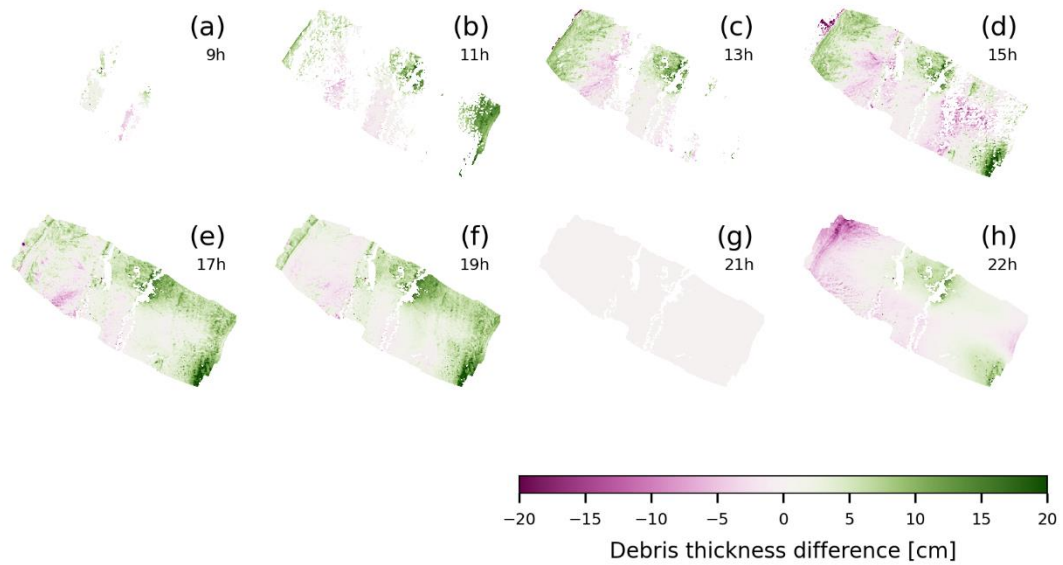 (a)
9h
(b)
11h
(c)
13h
(d)
15h
(e)
17h
(f)
19h
(g)
21h
(h)
22h
−20 −15 −10 −5 0 5 10 15 20
Debris thickness difference [cm]